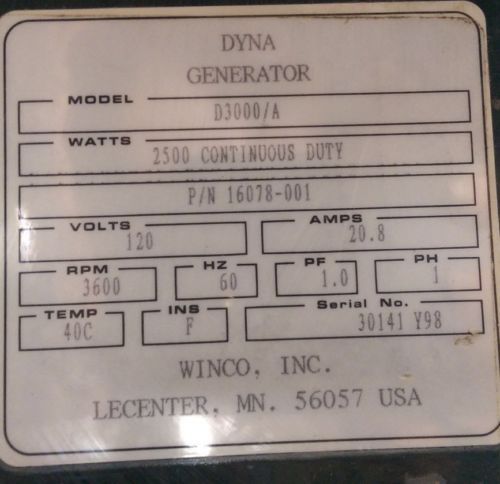 DYNA
GENERATOR
MODEL
D3000/A
WATTS
2500 CONTINUOUS DUTY
P/N 16078-001
VOLTS AMPS
120 20.8
RPM HZ PF PH
3600 60 1.0 1
TEMP INS Serial No.
40C F 30141 Y98
WINCO, INC.
LECENTER, MN. 56057 USA